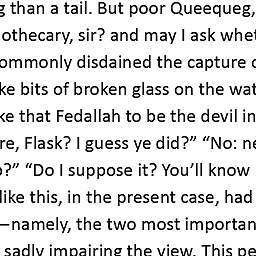 g than a tail. But poor Queequeg,
othecary, sir? and may I ask whet
ommonly disdained the capture o
ke bits of broken glass on the wat
ke that Fedallah to be the devil in
re, Flask? I guess ye did?” “No: ne
o?” “Do I suppose it? You’ll know
like this, in the present case, had
—namely, the two most importan
sadly impairing the view. This pe